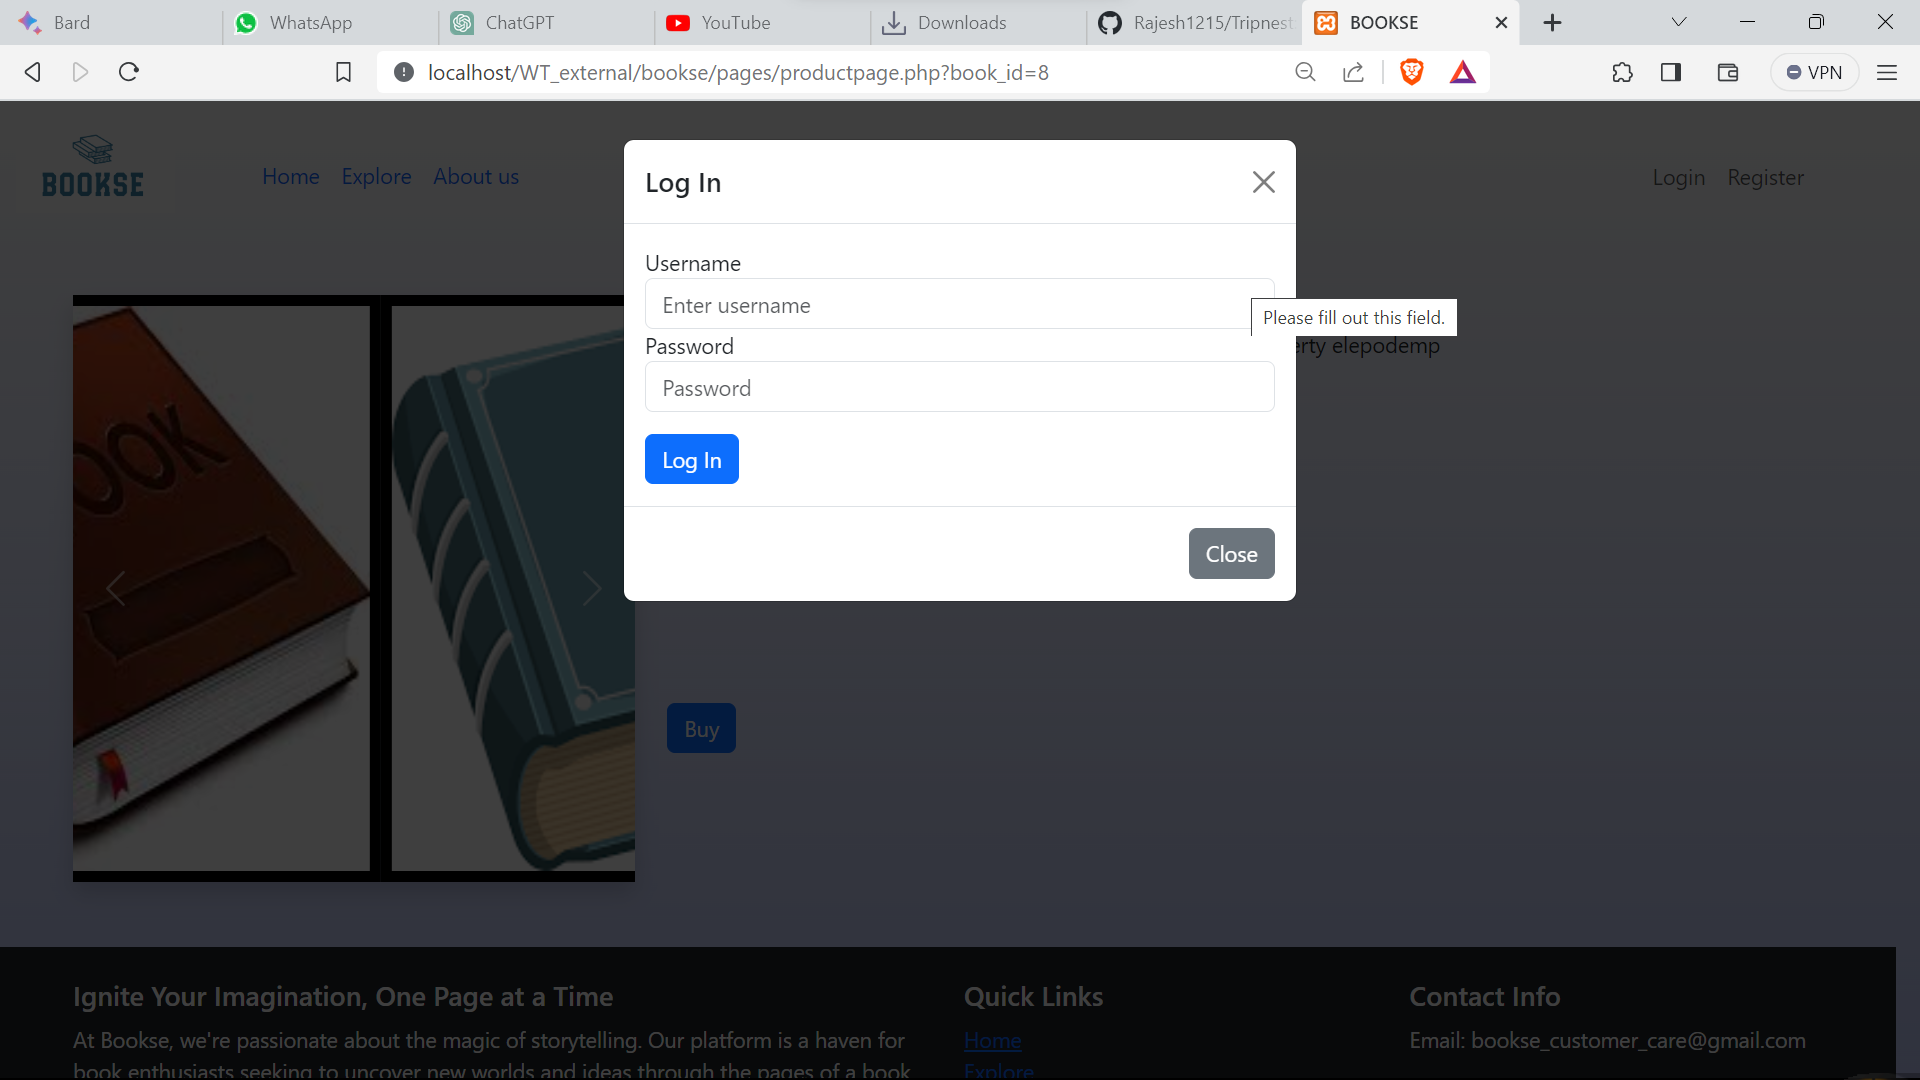 Bard
WhatsApp
ChatGPT
YouTube
Downloads
Rajesh1215/Tripnest
BOOKSE
localhost/WT_external/bookse/pages/productpage.php?book_id=8
VPN
BOOKSE
Home
Explore
About us
Login
Register
Log In
Username
Enter username
Please fill out this field.
Password
erty elepodemp
Password
Log In
Close
OOK
Buy
Ignite Your Imagination, One Page at a Time
At Bookse, we're passionate about the magic of storytelling. Our platform is a haven for
book enthusiasts seeking to uncover new worlds and ideas through the pages of a book
Quick Links
Home
Explore
Contact Info
Email: bookse_customer_care@gmail.com